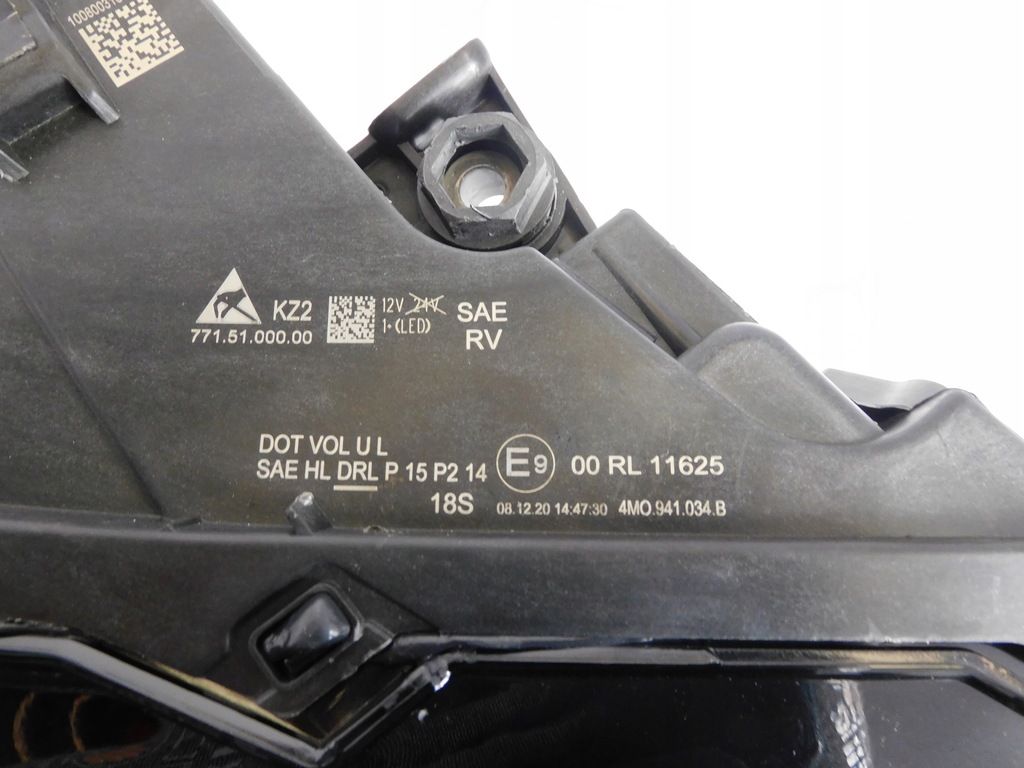 KZ2
771.51.000.00
12V 24V
1·(LED)
SAE
RV
DOT VOL U L
SAE HL DRL P 15 P2 14
18S
E9
00 RL 11625
08.12.20 14:47:30
4M0.941.034.B